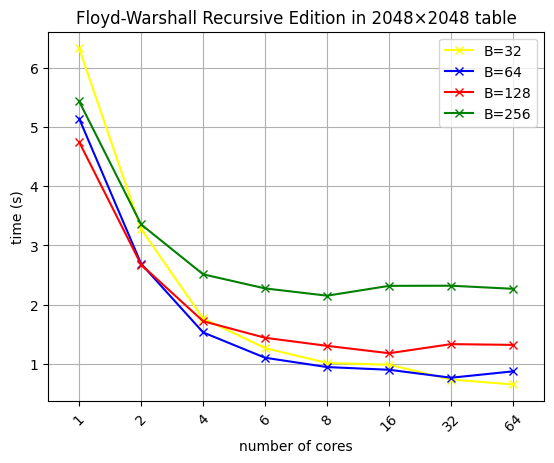 Floyd-Warshall Recursive Edition in 2048×2048 table
B=32
B=64
B=128
B=256
time (s)
6
5
4
3
2
1
1
2
4
6
8
16
32
64
number of cores